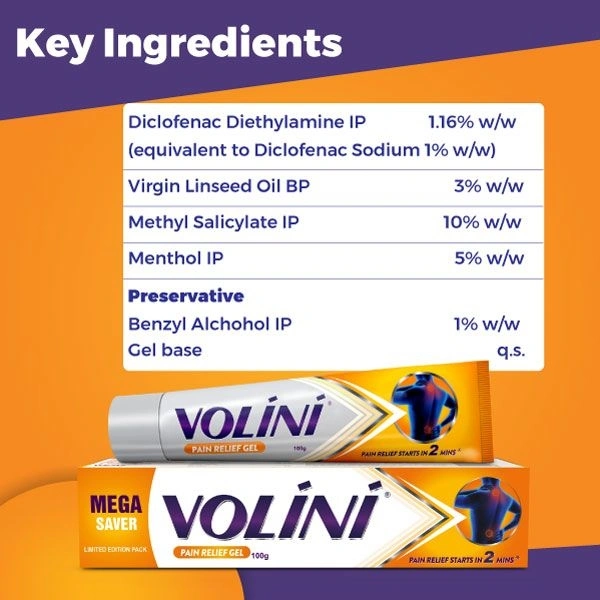 Key Ingredients
Diclofenac Diethylamine IP 1.16% w/w
(equivalent to Diclofenac Sodium 1% w/w)
Virgin Linseed Oil BP 3% w/w
Methyl Salicylate IP 10% w/w
Menthol IP 5% w/w
Preservative
Benzyl Alchohol IP 1% w/w
Gel base q.s.
VOLINI®
PAIN RELIEF GEL 100g
PAIN RELIEF STARTS IN 2 MINS*
MEGA
SAVER
LIMITED EDITION PACK
VOLINI®
PAIN RELIEF GEL 100g
PAIN RELIEF STARTS IN 2 MINS*